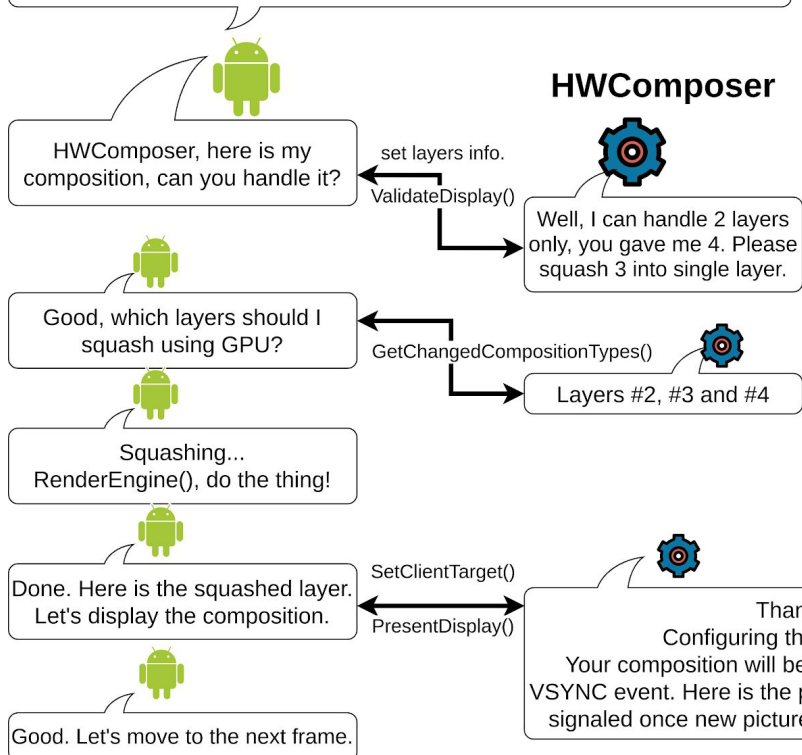 HWComposer
HWComposer, here is my
composition, can you handle it?
set layers info.
ValidateDisplay()
Well, I can handle 2 layers
only, you gave me 4. Please
squash 3 into single layer.
Good, which layers should I
squash using GPU?
GetChangedCompositionTypes()
Layers #2, #3 and #4
Squashing...
RenderEngine(), do the thing!
Done. Here is the squashed layer.
Let's display the composition.
SetClientTarget()
PresentDisplay()
Configuring
Your composition will be
VSYNC event. Here is the
signaled once new picture
Good. Let's move to the next frame.